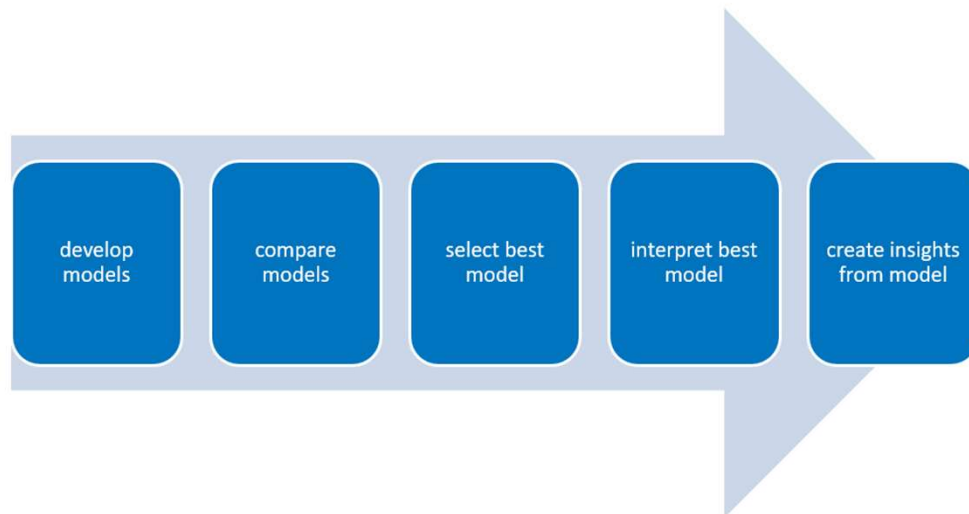 develop
models
compare
models
select best
model
interpret best
model
create insights
from model